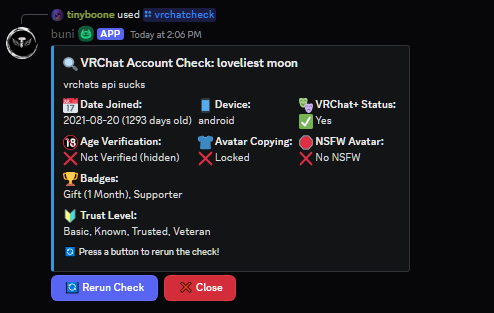 tinyboone used vrchatcheck
buni APP Today at 2:06 PM
VRChat Account Check: loveliest moon
vrchats api sucks
Date Joined: Device: VRChat+ Status:
2021-08-20 (1293 days old) android Yes
Age Verification: Avatar Copying: NSFW Avatar:
Not Verified (hidden) Locked No NSFW
Badges:
Gift (1 Month), Supporter
Trust Level:
Basic, Known, Trusted, Veteran
Press a button to rerun the check!
Rerun Check Close